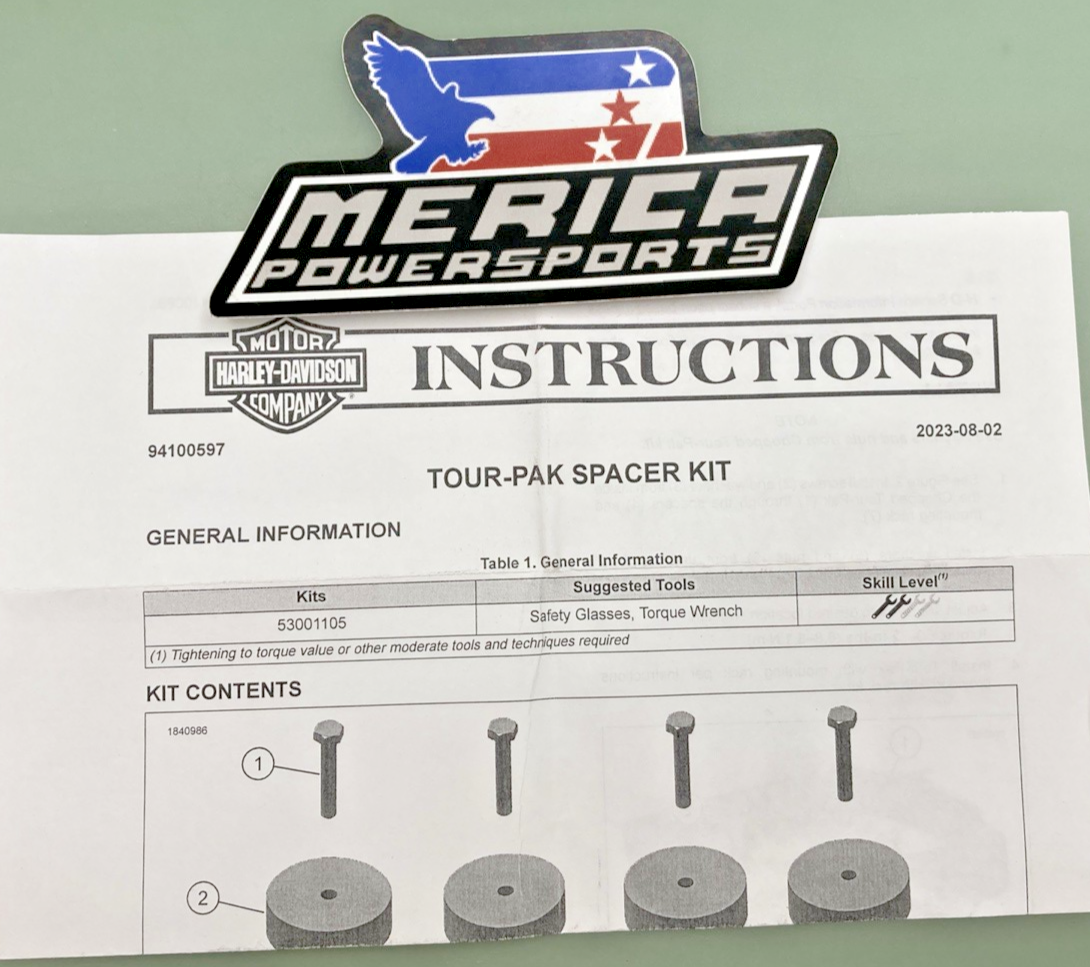 MERICA
POWERSPORTS
MOTOR
HARLEY-DAVIDSON
COMPANY
INSTRUCTIONS
94100597
2023-08-02
TOUR-PAK SPACER KIT
GENERAL INFORMATION
Table 1. General Information
Kits Suggested Tools Skill Level(1)
53001105 Safety Glasses, Torque Wrench
(1) Tightening to torque value or other moderate tools and techniques required
KIT CONTENTS
1840986
1
2